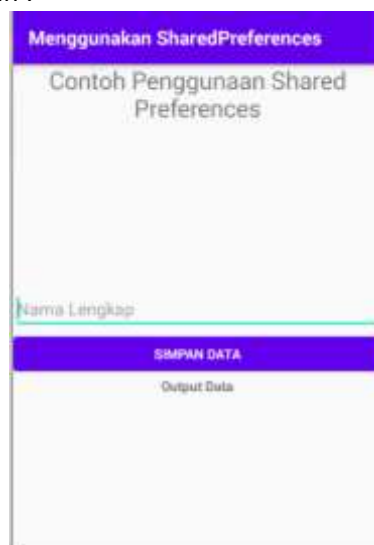 Menggunakan SharedPreferences
Contoh Penggunaan Shared
Preferences
Nama Lengkap
SIMPAN DATA
Output Data